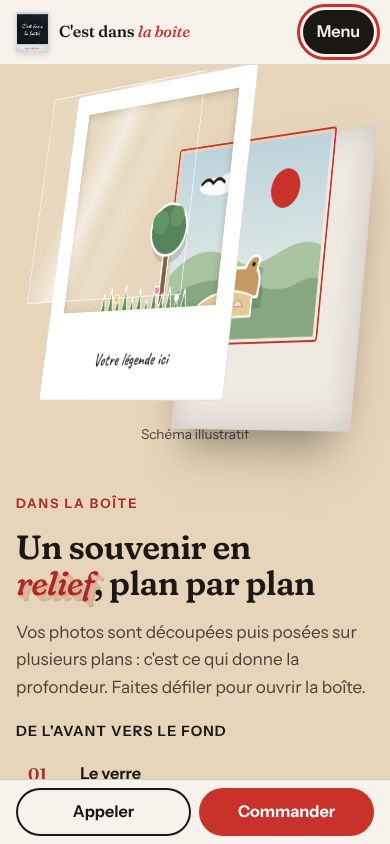 C'est dans la boîte
Menu
Votre légende ici
Schéma illustratif
DANS LA BOÎTE
Un souvenir en
relief, plan par plan
Vos photos sont découpées puis posées sur
plusieurs plans : c'est ce qui donne la
profondeur. Faites défiler pour ouvrir la boîte.
DE L'AVANT VERS LE FOND
01 Le verre
Appeler
Commander